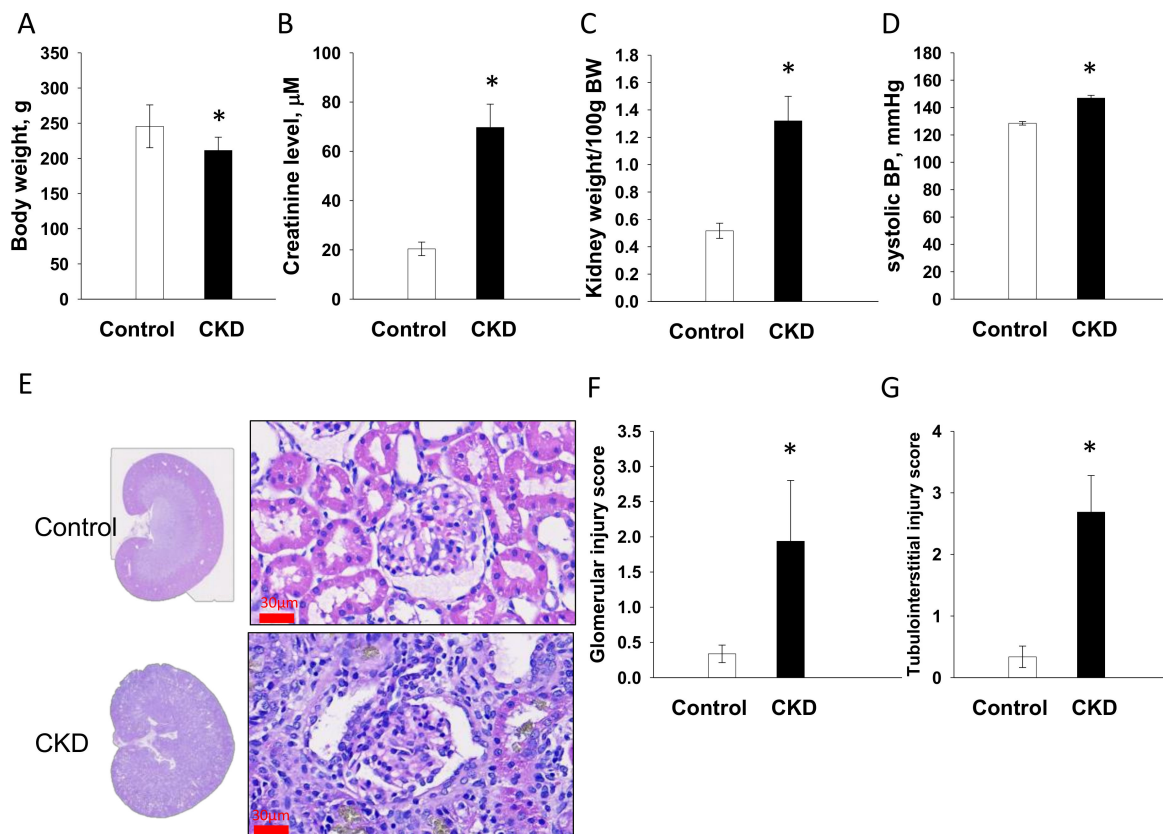 A
Body weight, g
350
300
250
200
150
100
50
0
*
Control CKD
B
Creatinine level, µM
100
80
60
40
20
0
*
Control CKD
C
Kidney weight/100g BW
1.8
1.6
1.4
1.2
1.0
0.8
0.6
0.4
0.2
0.0
*
Control CKD
D
systolic BP, mmHg
180
160
140
120
100
80
60
40
20
0
*
Control CKD
E
Control
30µm
CKD
30µm
F
Glomerular injury score
3.5
3.0
2.5
2.0
1.5
1.0
0.5
0.0
*
Control CKD
G
Tubulointerstitial injury score
4
3
2
1
0
*
Control CKD